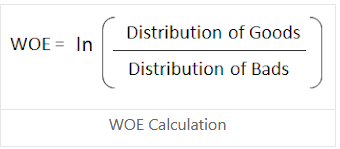 WOE = ln ( Distribution of Goods
Distribution of Bads )
WOE Calculation